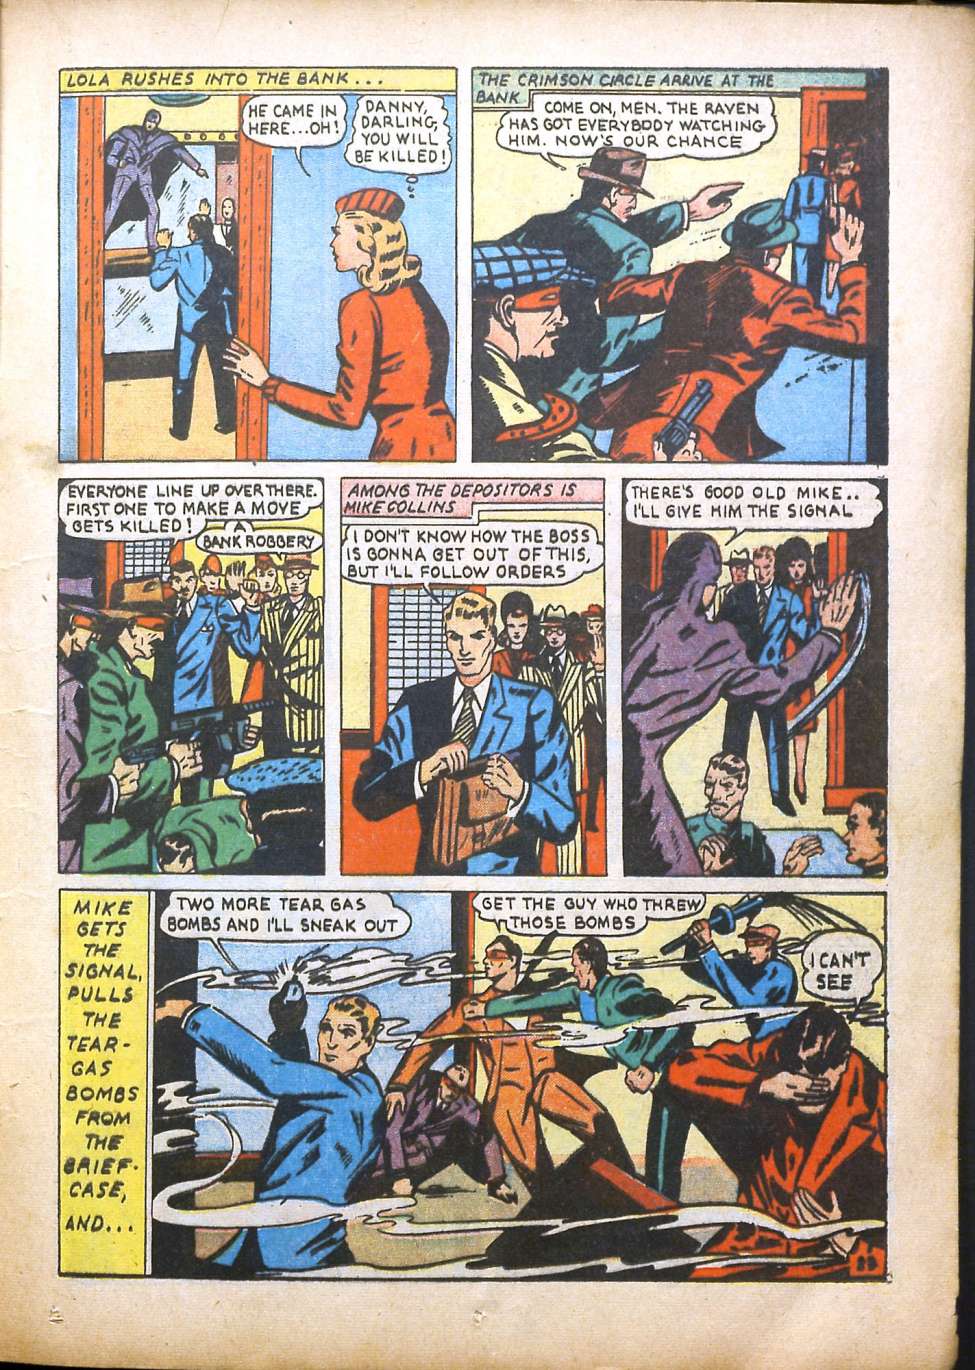 LOLA RUSHES INTO THE BANK...
HE CAME IN
HERE...OH!
DANNY,
DARLING,
YOU WILL
BE KILLED!
THE CRIMSON CIRCLE ARRIVE AT THE
BANK
COME ON, MEN. THE RAVEN
HAS GOT EVERYBODY WATCHING
HIM. NOW'S OUR CHANCE
EVERYONE LINE UP OVER THERE.
FIRST ONE TO MAKE A MOVE
GETS KILLED!
A
BANK ROBBERY
AMONG THE DEPOSITORS IS
MIKE COLLINS
I DON'T KNOW HOW THE BOSS
IS GONNA GET OUT OF THIS,
BUT I'LL FOLLOW ORDERS
THERE'S GOOD OLD MIKE..
I'LL GIVE HIM THE SIGNAL
MIKE
GETS
THE
SIGNAL,
PULLS
THE
TEAR-
GAS
BOMBS
FROM
THE
BRIEF-
CASE,
AND...
TWO MORE TEAR GAS
BOMBS AND I'LL SNEAK OUT
GET THE GUY WHO THREW
THOSE BOMBS
I CAN'T
SEE